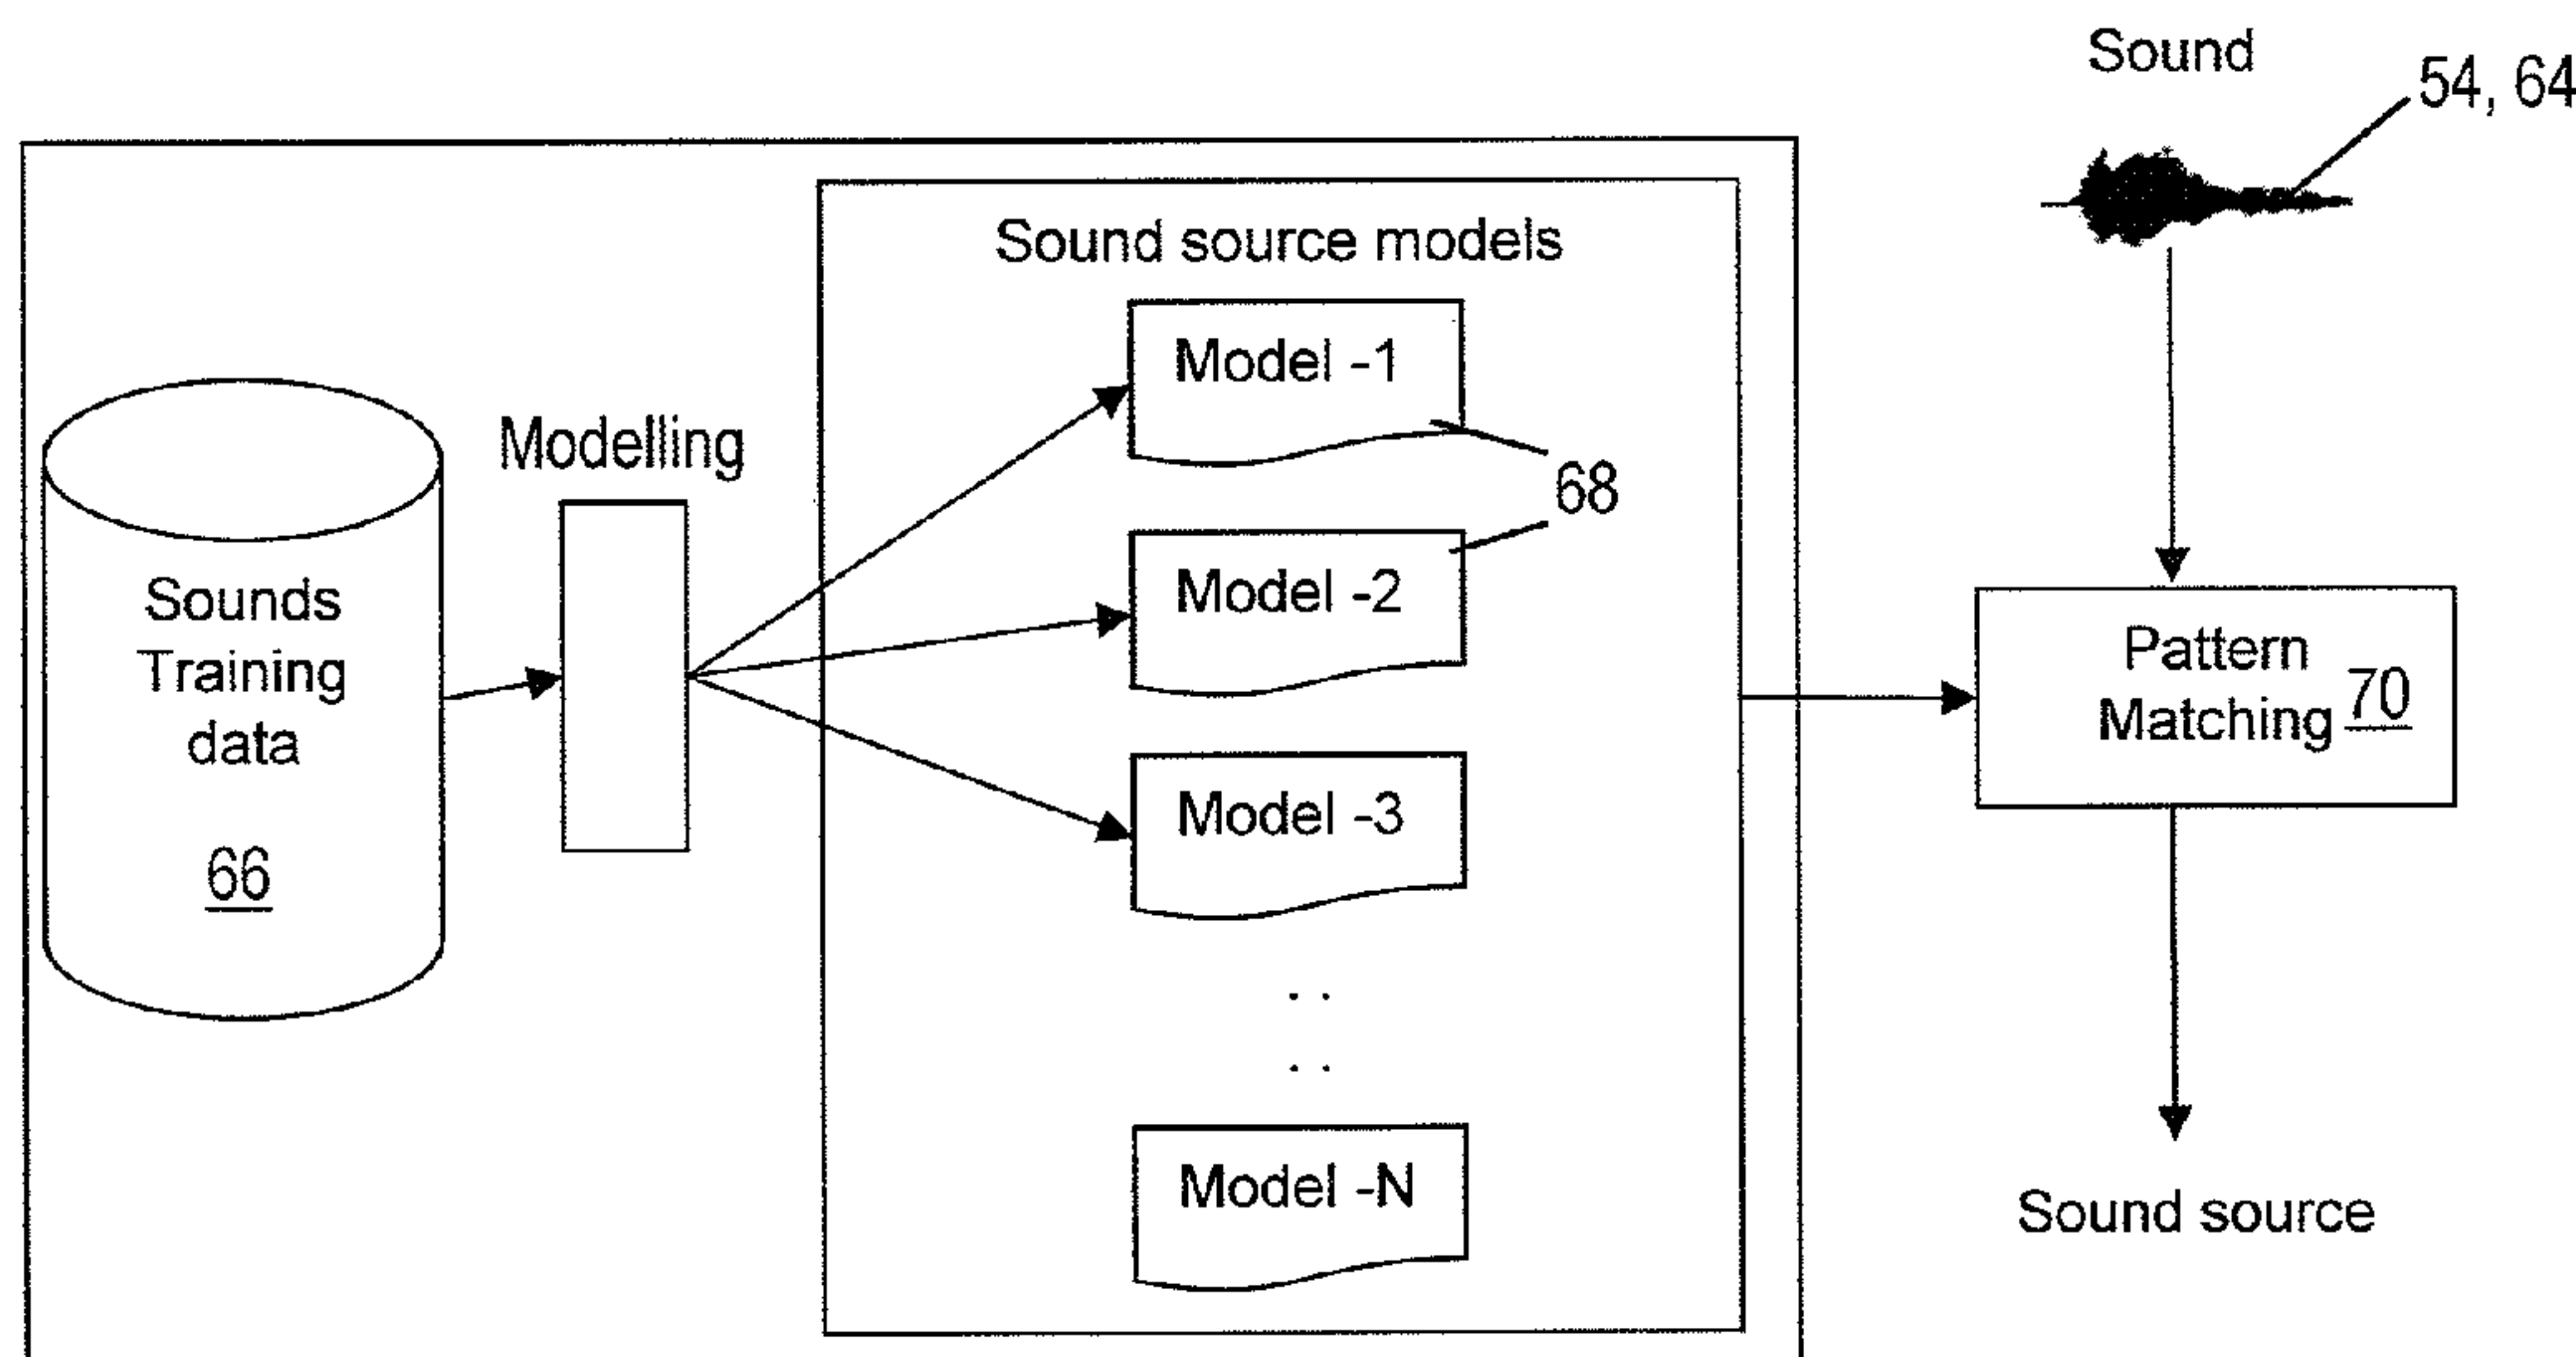 Sound
54, 64
Sound source models
Model -1
Modelling
68
Model -2
Sounds
Training
data
66
Pattern
Matching 70
Model -3
. .
. .
Model -N
Sound source